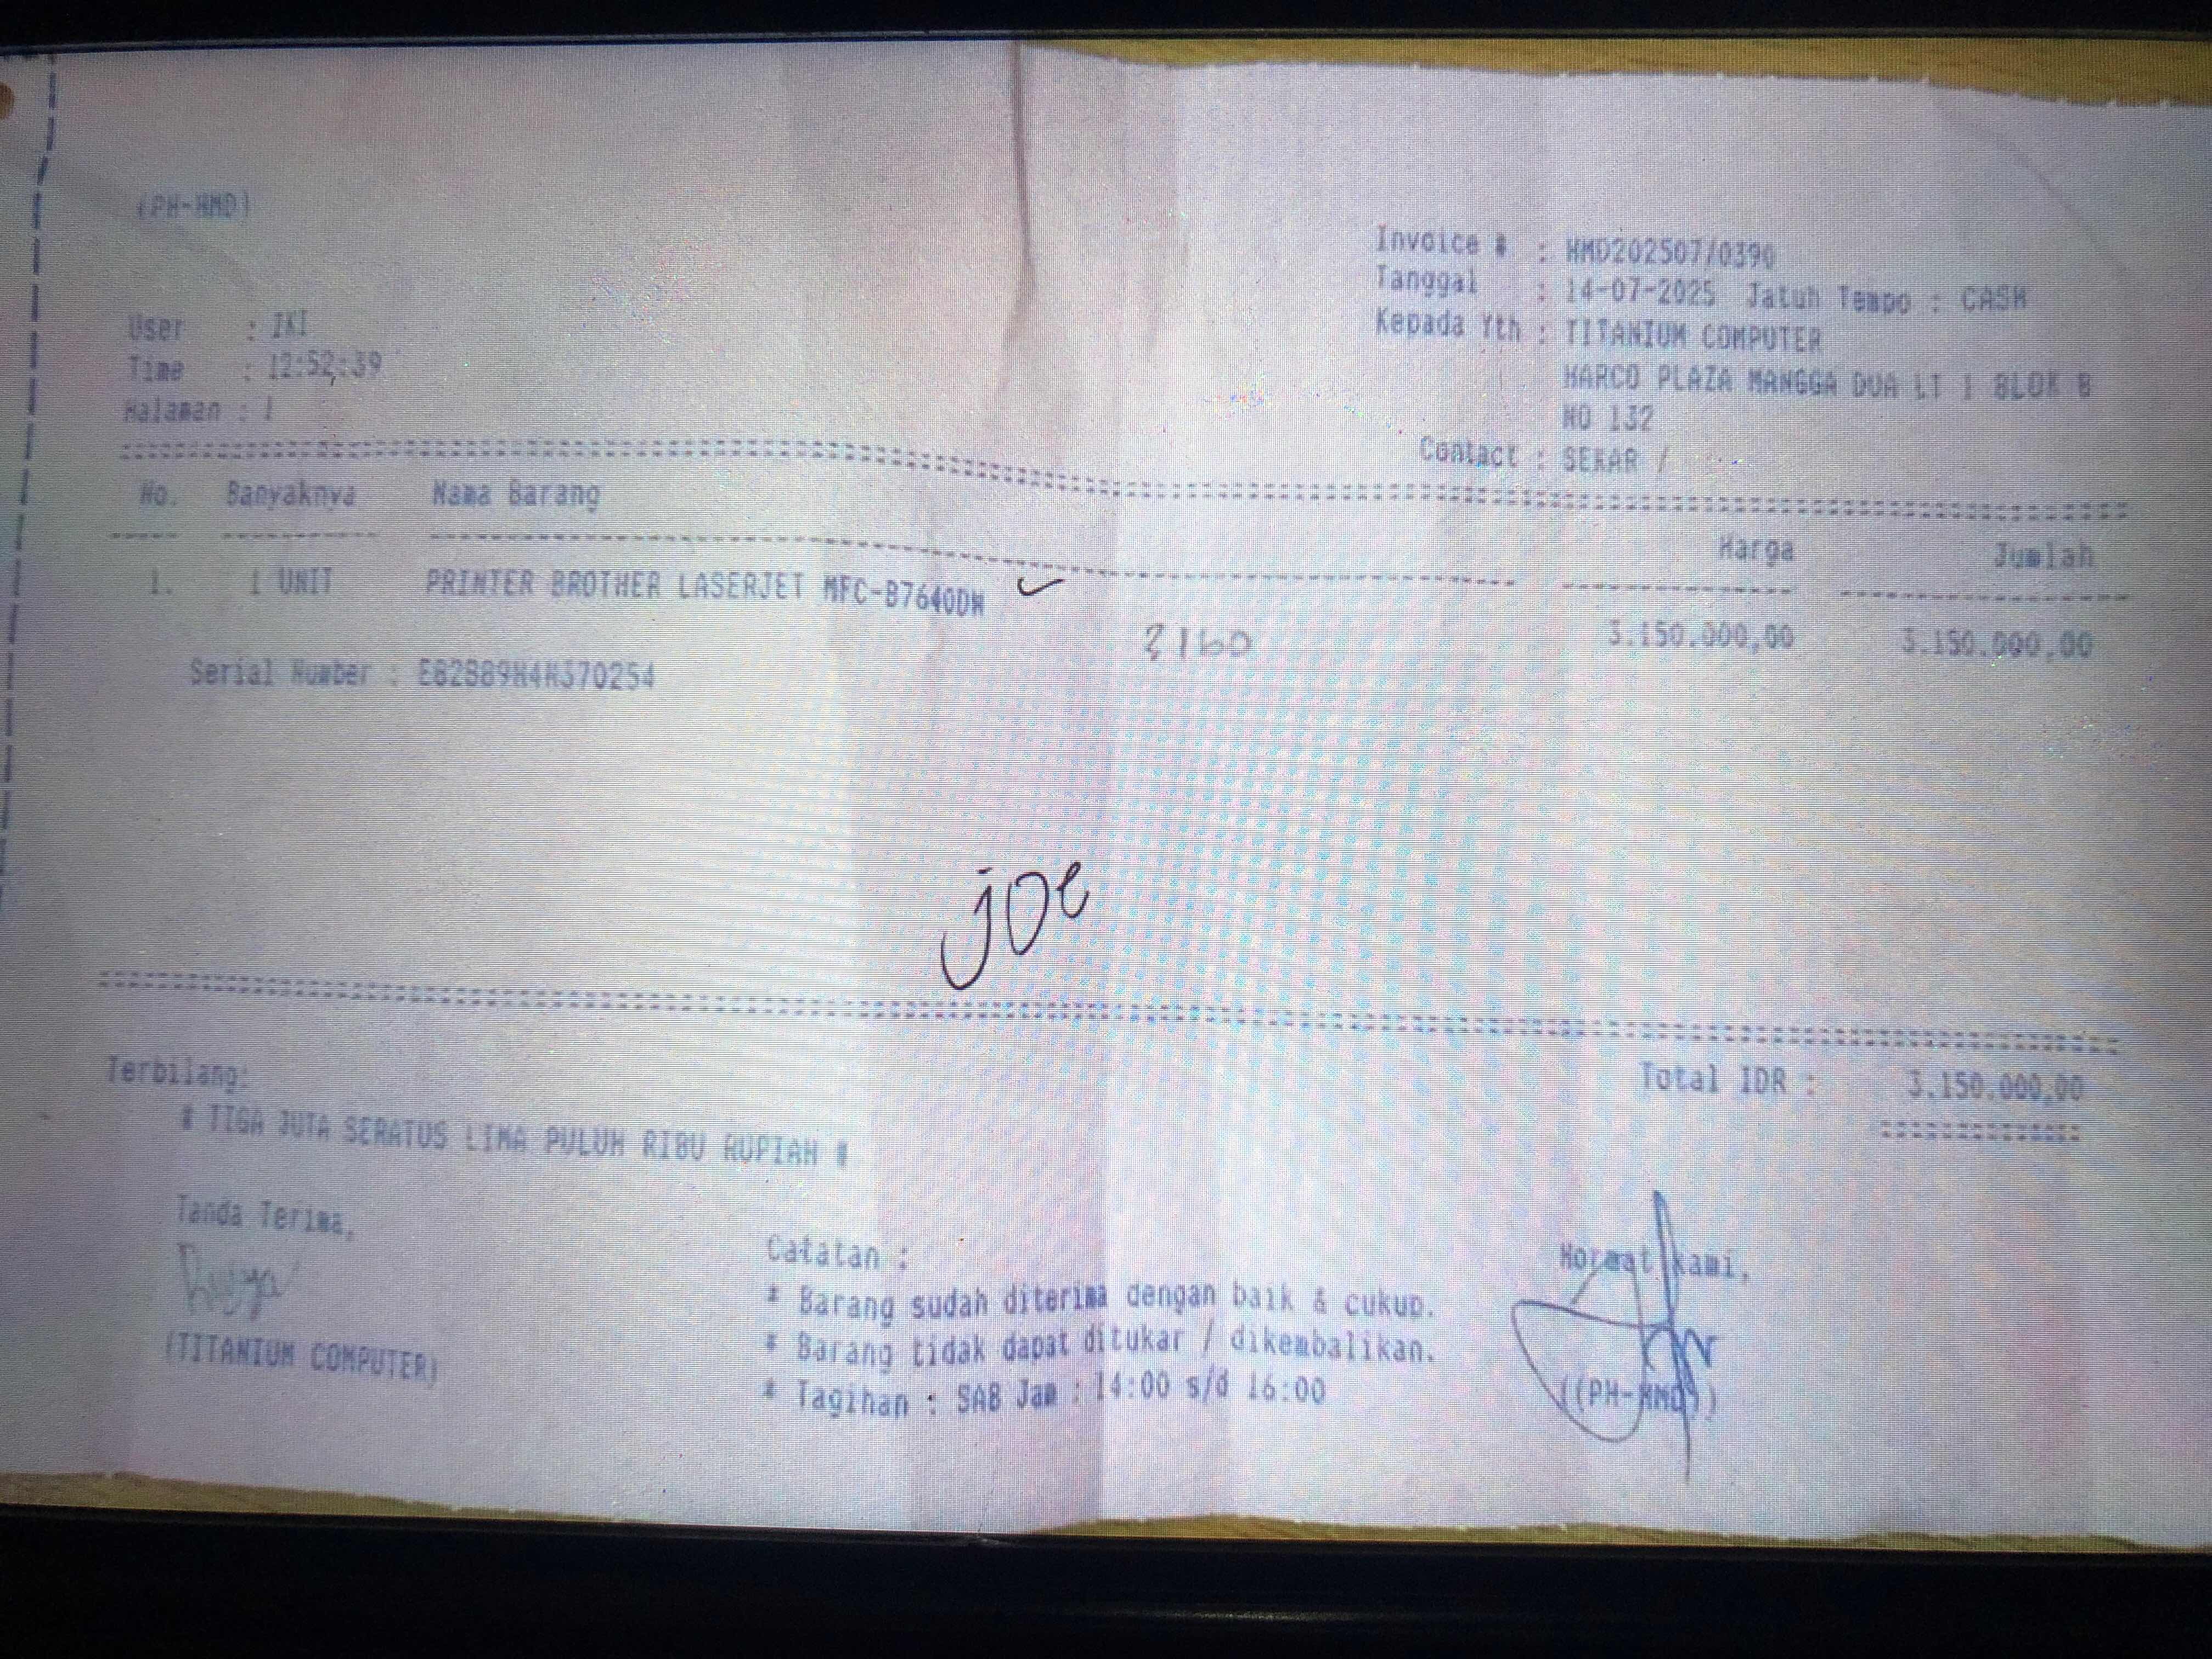 (PH-HMD)
Invoice # : HMD202507/0390
Tanggal : 14-07-2025 Jatuh Tempo : CASH
Kepada Yth : TITANIUM COMPUTER
HARCO PLAZA MANGGA DUA LT 1 BLOK B
NO 132
Contact : SEKAR /
User : IKI
Time : 12:52:39
Halaman : 1
No. Banyaknya Nama Barang Harga Jumlah
1. 1 UNIT PRINTER BROTHER LASERJET MFC-B7640DW 3.150.000,00 3.150.000,00
3160
Serial Number :
joe
Terbilang:
# TIGA JUTA SERATUS LIMA PULUH RIBU RUPIAH #
Total IDR : 3.150.000,00
Tanda Terima,
(TITANIUM COMPUTER)
Catatan :
* Barang sudah diterima dengan baik & cukup.
* Barang tidak dapat ditukar / dikembalikan.
* Tagihan : SAB Jam : 14:00 s/d 16:00
Hormat kami,
((PH-HMD))